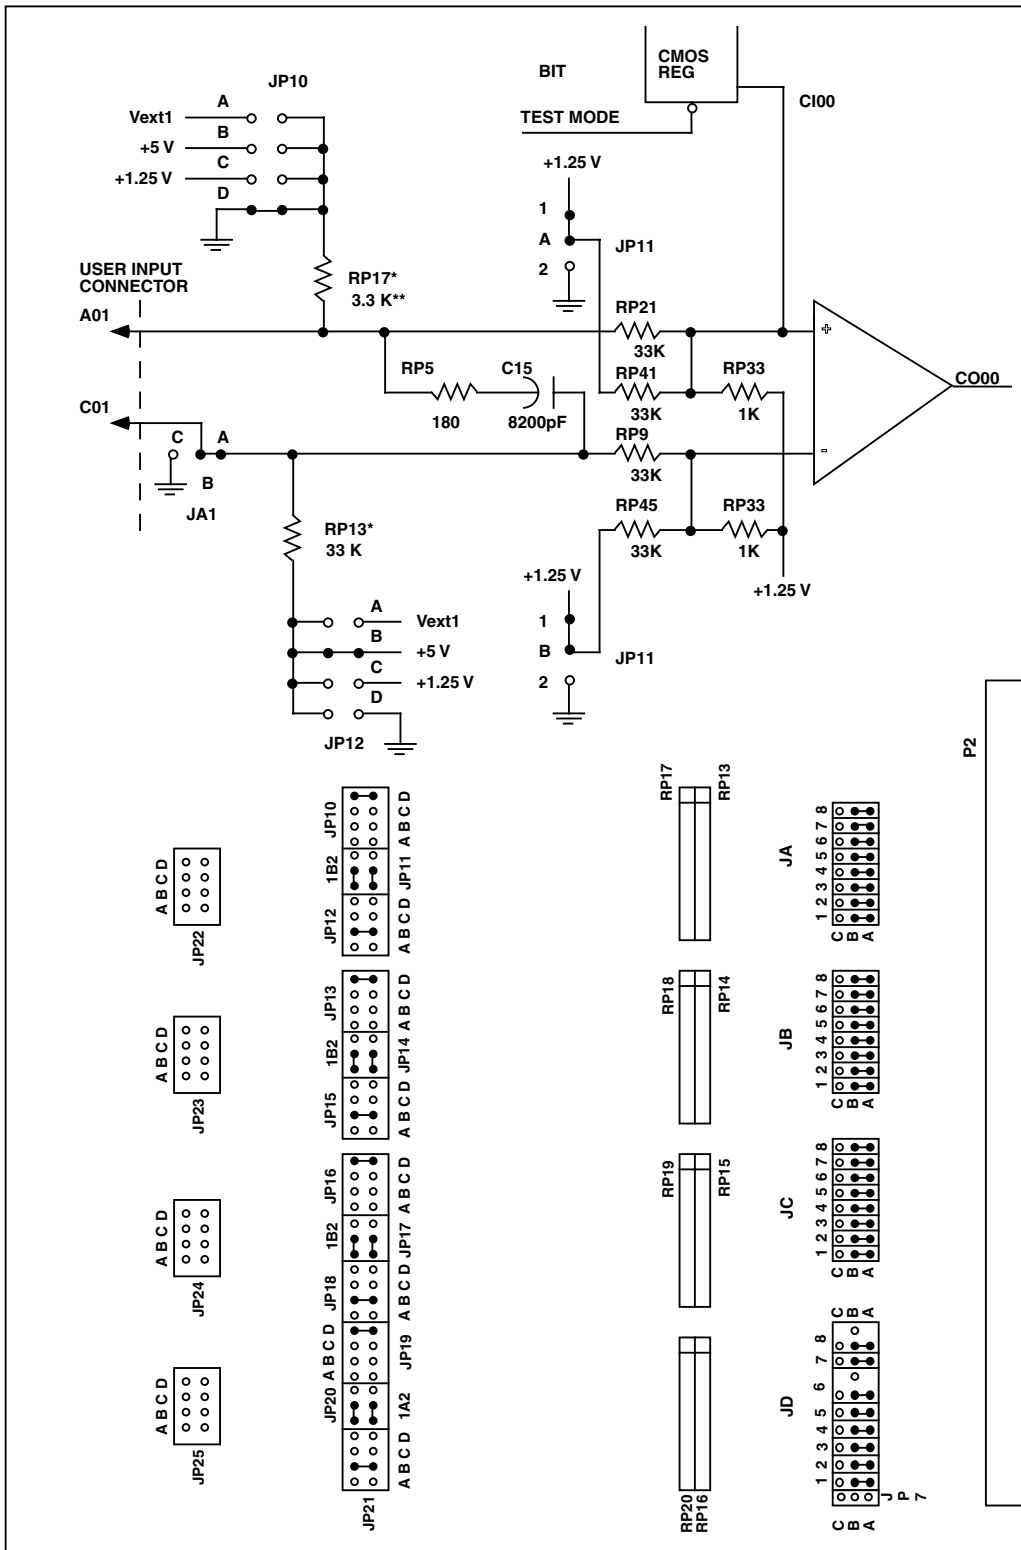 CMOS
REG
BIT
CI00
TEST MODE
JP10
A
Vext1
B
+5 V
C
+1.25 V
D
+1.25 V
1
A
JP11
2
USER INPUT
CONNECTOR
RP17*
3.3 K**
A01
RP21
33K
+
RP5
C15
RP41
RP33
CO00
180
8200pF
33K
1K
C01
C
A
RP9
-
33K
B
JA1
RP45
RP33
RP13*
33 K
33K
1K
+1.25 V
+1.25 V
A
Vext1
B
+5 V
C
+1.25 V
D
JP12
1
B
JP11
2
P2
JP10
A B C D
1B2
JP11
JP12
A B C D
A B C D
JP22
RP17
RP13
JA
1 2 3 4 5 6 7 8
C B A
JP13
A B C D
1B2
JP14
JP15
A B C D
A B C D
JP23
RP18
RP14
JB
1 2 3 4 5 6 7 8
C B A
JP16
A B C D
1B2
JP17
JP18
A B C D
A B C D
JP24
RP19
RP15
JC
1 2 3 4 5 6 7 8
C B A
A B C D
JP19
JP20
1A2
A B C D
JP21
A B C D
JP25
RP20
RP16
JD
1 2 3 4 5 6 7 8
J P 7
C B A